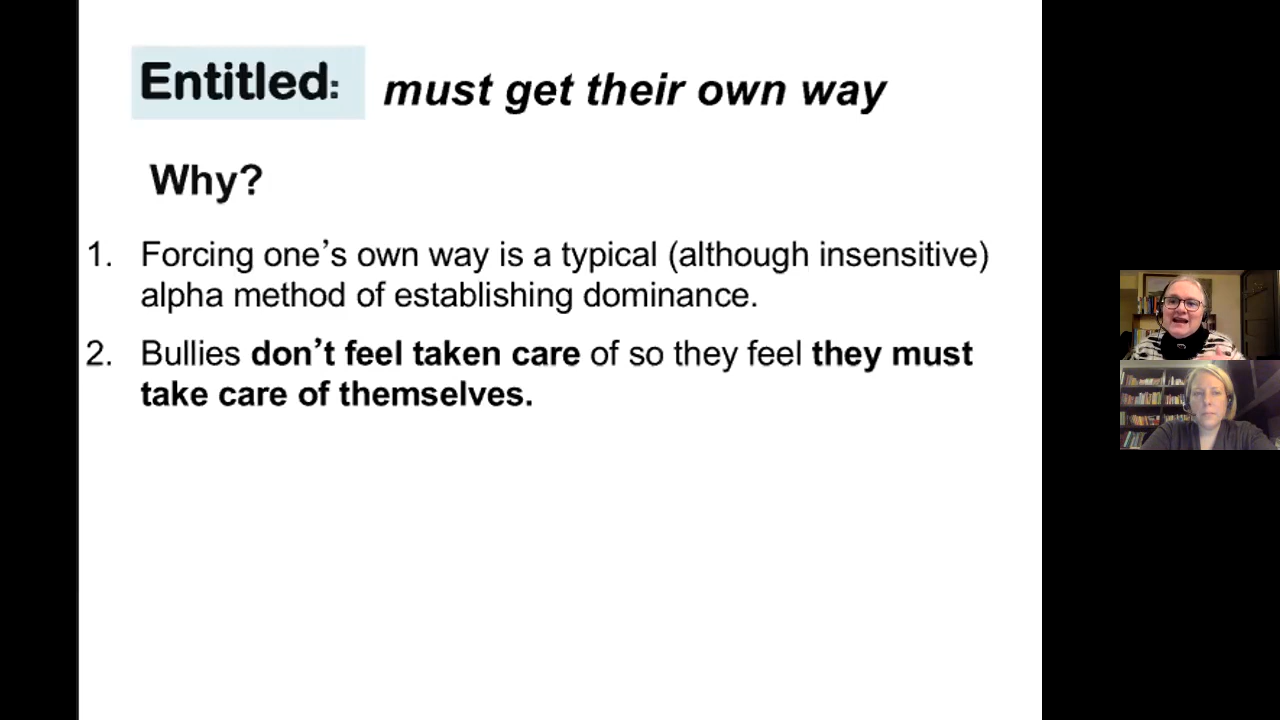 Entitled: must get their own way
Why?
1. Forcing one’s own way is a typical (although insensitive)
alpha method of establishing dominance.
2. Bullies don’t feel taken care of so they feel they must
take care of themselves.